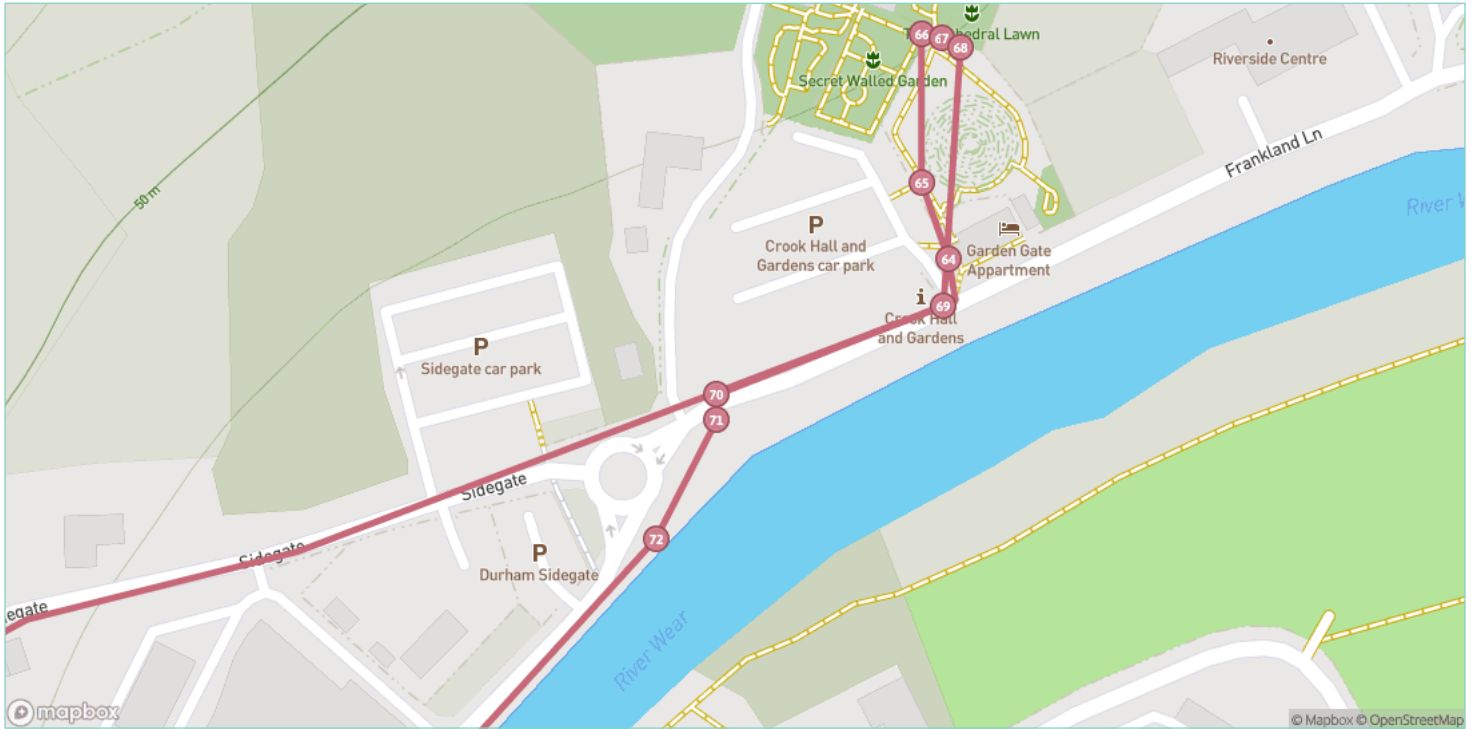 66
67
68
Cathedral Lawn
Riverside Centre
Secret Walled Garden
Frankland Ln
50 m
65
River W
P
Crook Hall and
Gardens car park
Garden Gate
Appartment
64
i
69
Crook Hall
and Gardens
P
Sidegate car park
70
71
Sidegate
72
P
Durham Sidegate
Sidegate
egate
River Wear
mapbox
© Mapbox © OpenStreetMap